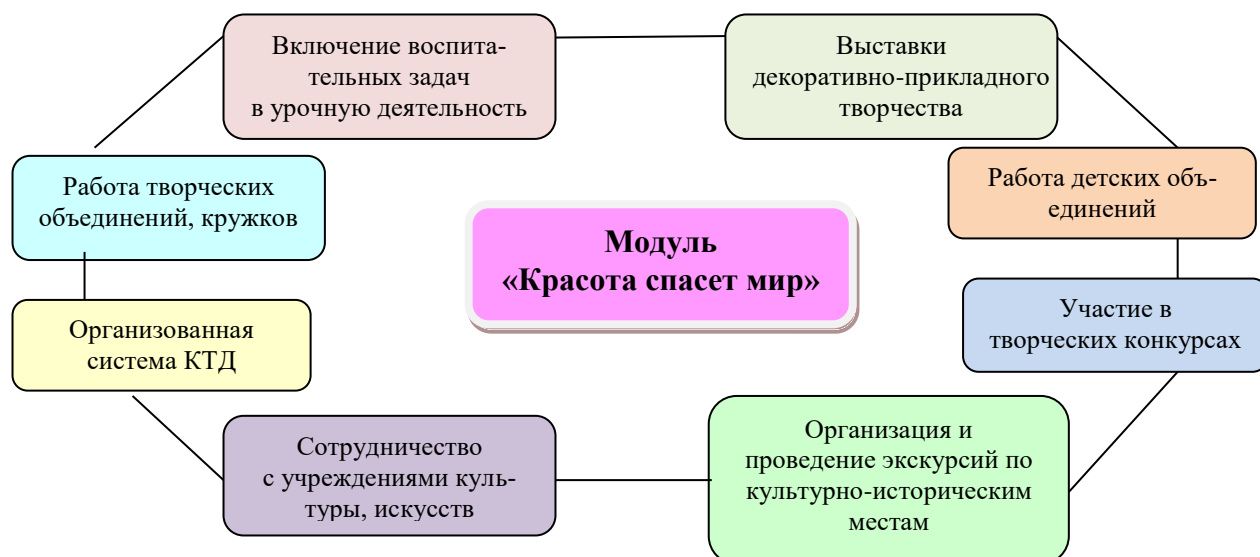 Включение воспита-
тельных задач
в урочную деятельность
Выставки
декоративно-прикладного
творчества
Работа творческих
объединений, кружков
Работа детских объ-
единений
Модуль
«Красота спасет мир»
Организованная
система КТД
Участие в
творческих конкурсах
Сотрудничество
с учреждениями куль-
туры, искусств
Организация и
проведение экскурсий по
культурно-историческим
местам